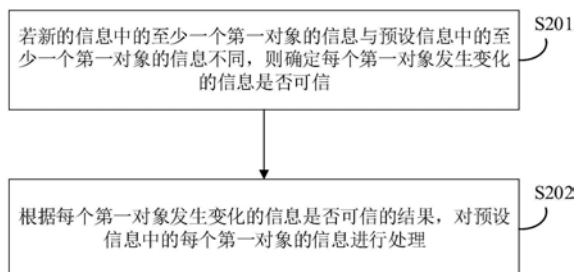 若新的信息中的至少一个第一对象的信息与预设信息中的至
少一个第一对象的信息不同，则确定每个第一对象发生变化
的信息是否可信
S201
根据每个第一对象发生变化的信息是否可信的结果，对预设
信息中的每个第一对象的信息进行处理
S202